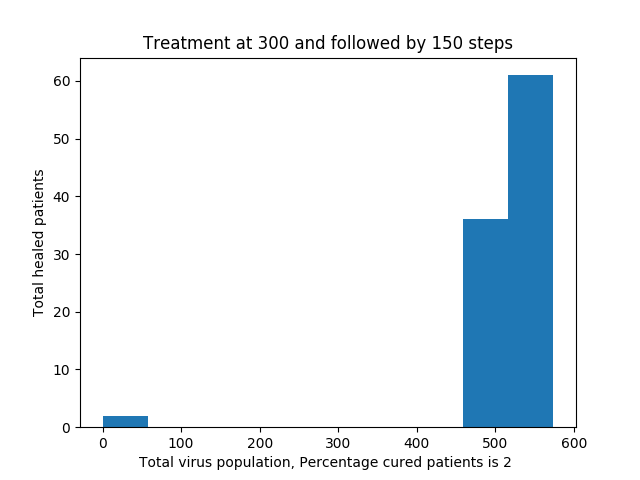 Treatment at 300 and followed by 150 steps
60
50
40
30
20
10
0
Total healed patients
0 100 200 300 400 500 600
Total virus population, Percentage cured patients is 2